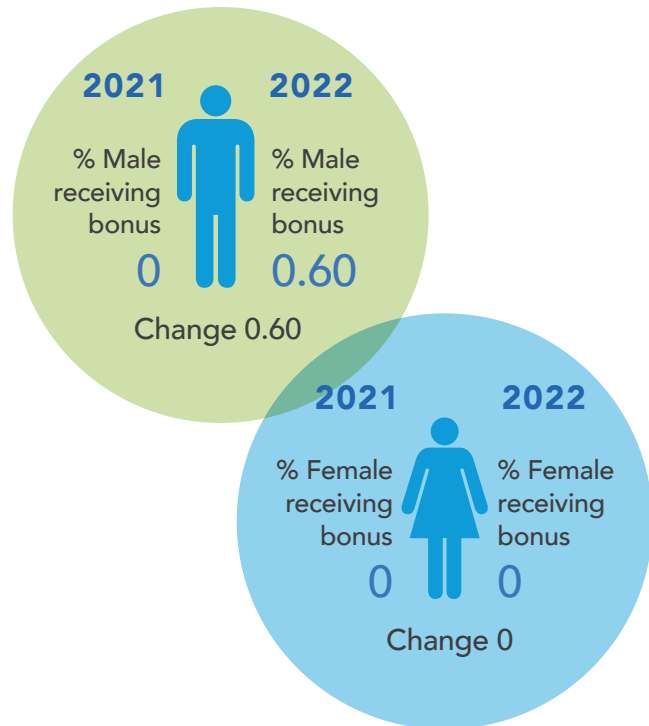 2021
% Male
receiving
bonus
0
2022
% Male
receiving
bonus
0.60
Change 0.60
2021
% Female
receiving
bonus
0
2022
% Female
receiving
bonus
0
Change 0